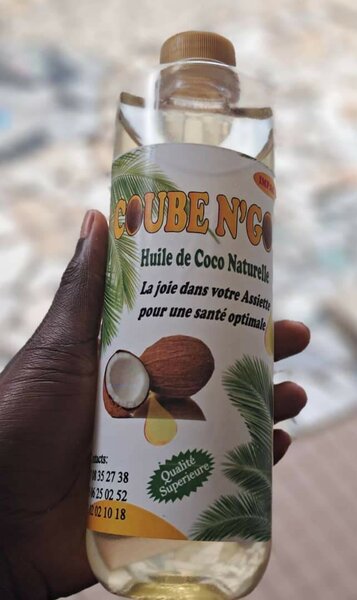 COUBE N'GO
Huile de Coco Naturelle
La joie dans votre Assiette
pour une santé optimale
Qualité
Superieure
35 27 38
25 02 52
02 10 18